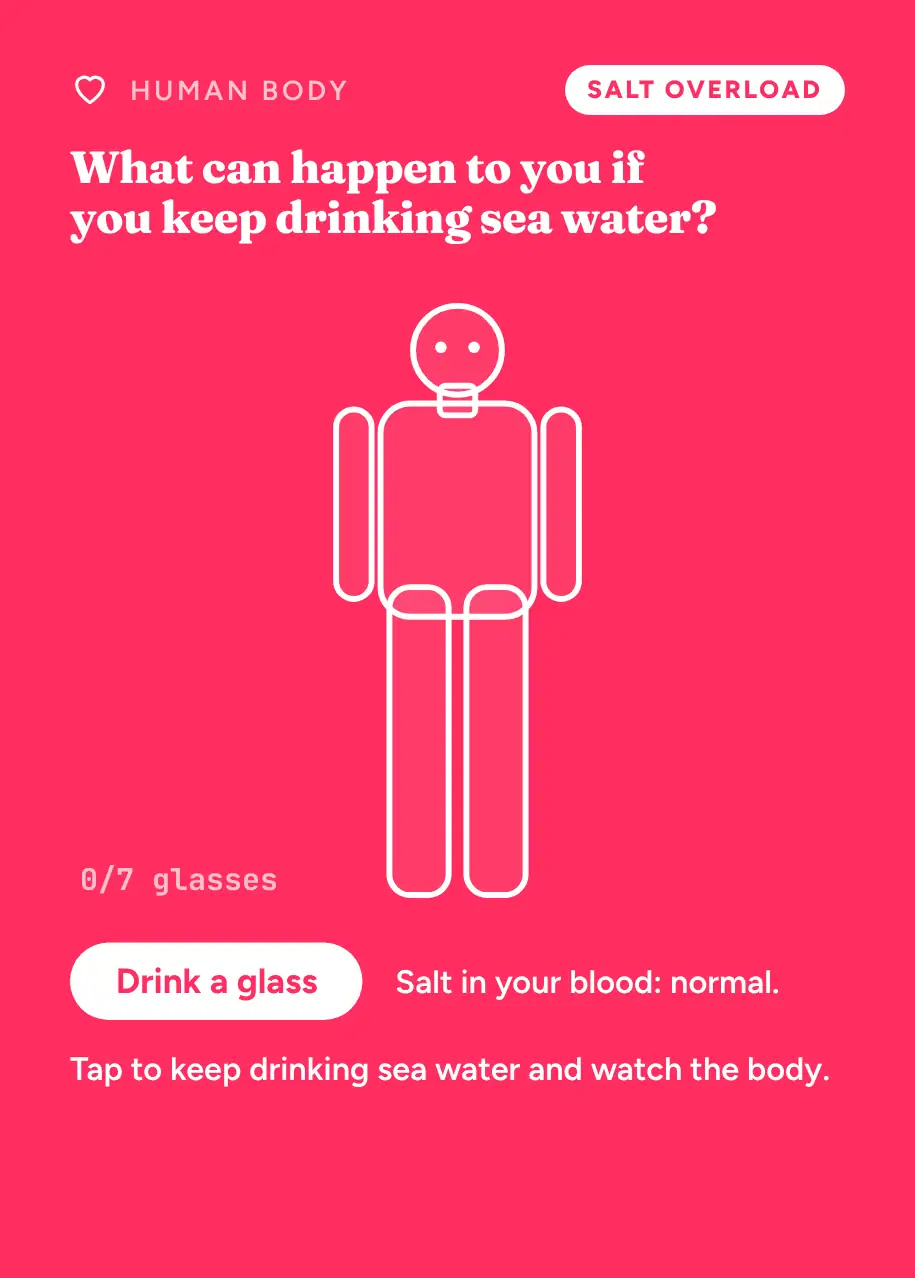 HUMAN BODY
SALT OVERLOAD
What can happen to you if
you keep drinking sea water?
0/7 glasses
Drink a glass
Salt in your blood: normal.
Tap to keep drinking sea water and watch the body.